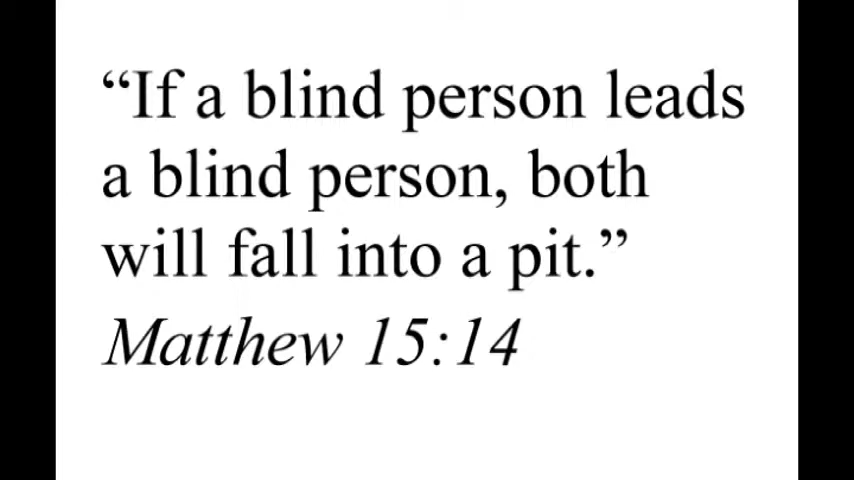 “If a blind person leads
a blind person, both
will fall into a pit.”
Matthew 15:14